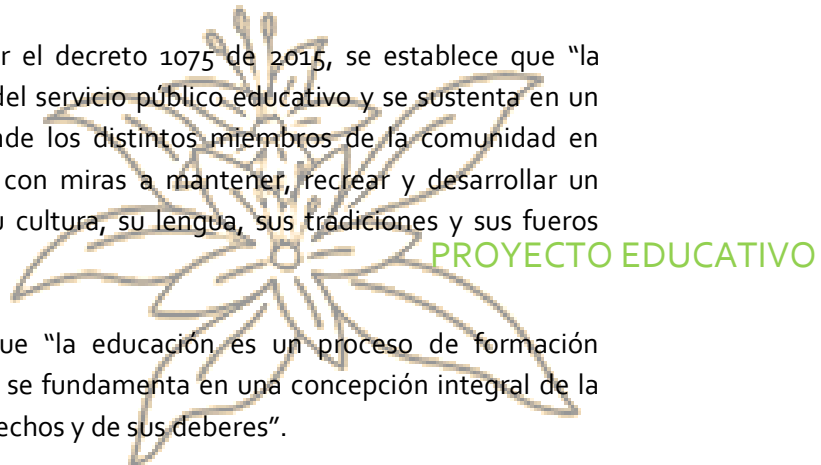 r el decreto 1075 de 2015, se establece que "la
del servicio público educativo y se sustenta en un
nde los distintos miembros de la comunidad en
con miras a mantener, recrear y desarrollar un
u cultura, su lengua, sus tradiciones y sus fueros
PROYECTO EDUCATIVO
ue "la educación es un proceso de formación
se fundamenta en una concepción integral de la
echos y de sus deberes".